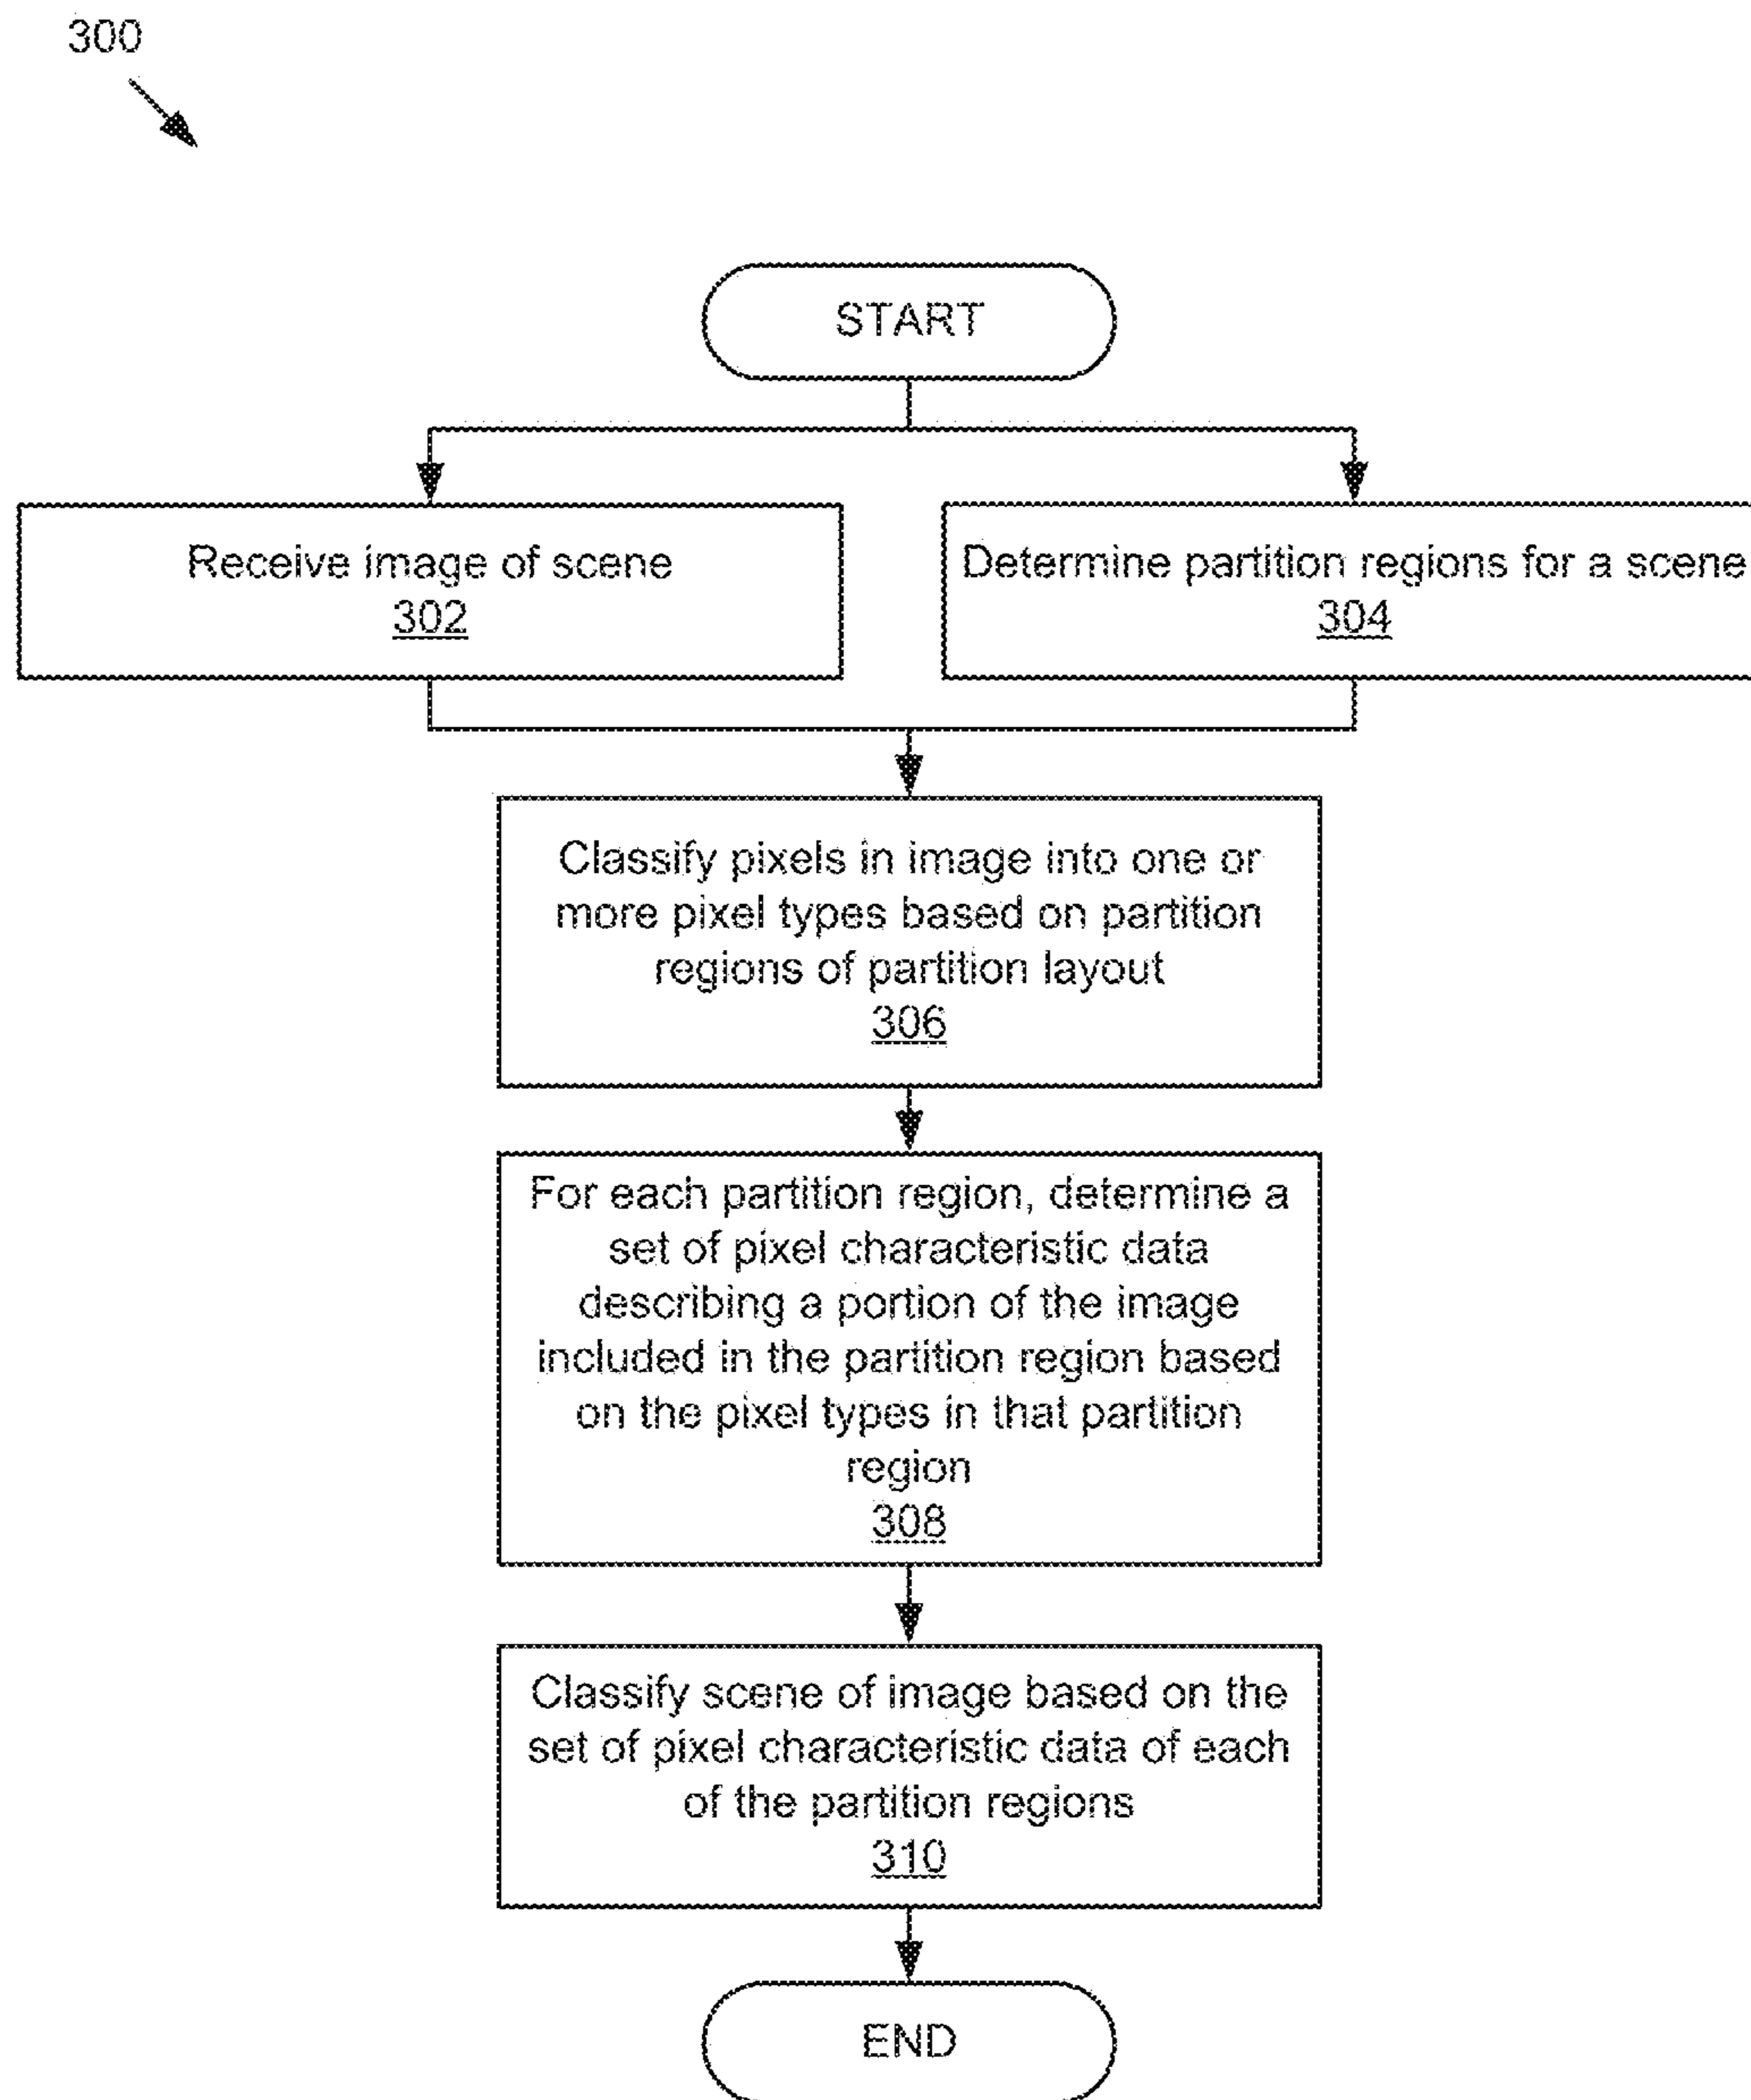 300
START
Receive image of scene
302
Determine partition regions for a scene
304
Classify pixels in image into one or
more pixel types based on partition
regions of partition layout
306
For each partition region, determine a
set of pixel characteristic data
describing a portion of the image
included in the partition region based
on the pixel types in that partition
region
308
Classify scene of image based on the
set of pixel characteristic data of each
of the partition regions
310
END